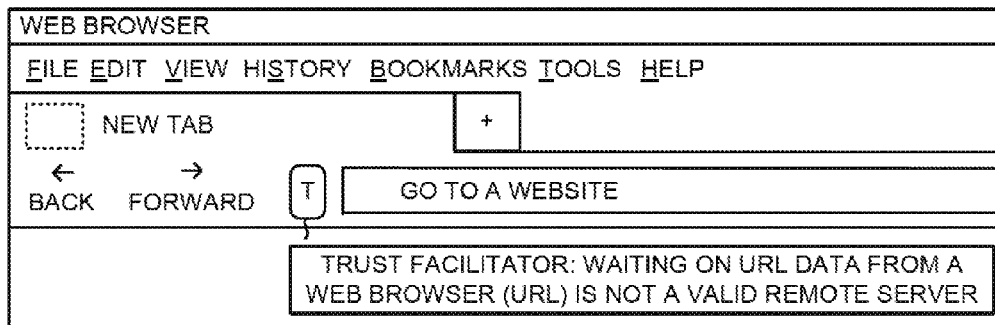 WEB BROWSER
FILE EDIT VIEW HISTORY BOOKMARKS TOOLS HELP
NEW TAB +
← →
BACK FORWARD T GO TO A WEBSITE
TRUST FACILITATOR: WAITING ON URL DATA FROM A
WEB BROWSER (URL) IS NOT A VALID REMOTE SERVER